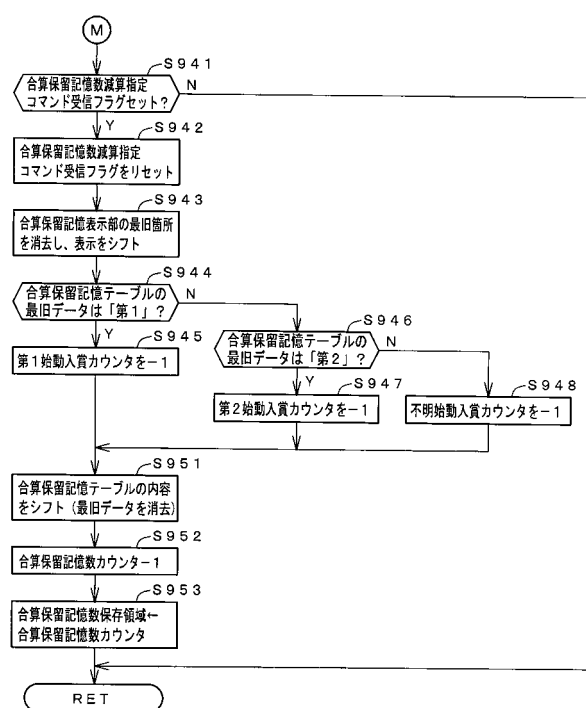 M
S941
合算保留記憶数減算指定
コマンド受信フラグセット?
N
Y
S942
合算保留記憶数減算指定
コマンド受信フラグをリセット
S943
合算保留記憶表示部の最旧箇所
を消去し、表示をシフト
S944
合算保留記憶テーブルの
最旧データは「第1」?
N
Y
S945
第1始動入賞カウンタを-1
S946
合算保留記憶テーブルの
最旧データは「第2」?
N
Y
S947
第2始動入賞カウンタを-1
S948
不明始動入賞カウンタを-1
S951
合算保留記憶テーブルの内容
をシフト(最旧データを消去)
S952
合算保留記憶数カウンタ-1
S953
合算保留記憶数保存領域←
合算保留記憶数カウンタ
RET